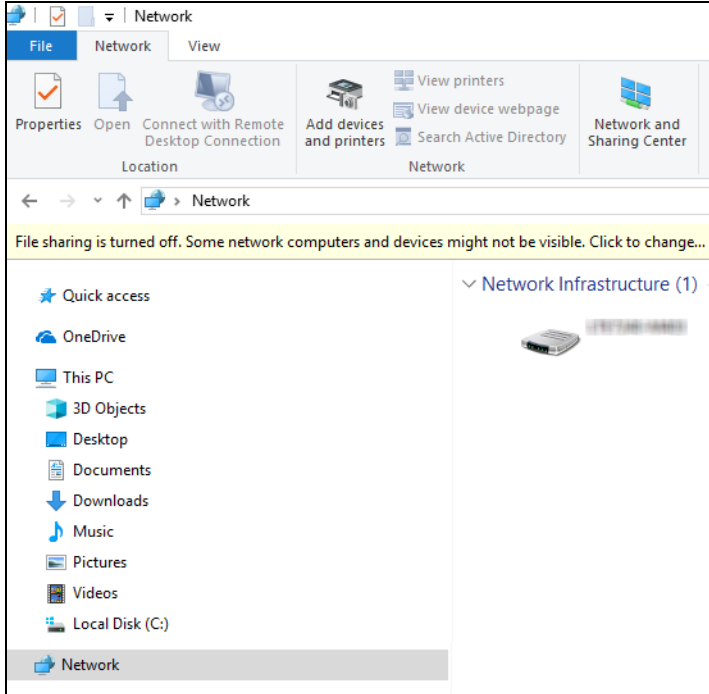 Network
File Network View
Properties Open Connect with Remote Desktop Connection
Location
Add devices and printers
View printers
View device webpage
Search Active Directory
Network
Network and Sharing Center
Network
File sharing is turned off. Some network computers and devices might not be visible. Click to change...
Quick access
OneDrive
This PC
3D Objects
Desktop
Documents
Downloads
Music
Pictures
Videos
Local Disk (C:)
Network
Network Infrastructure (1)